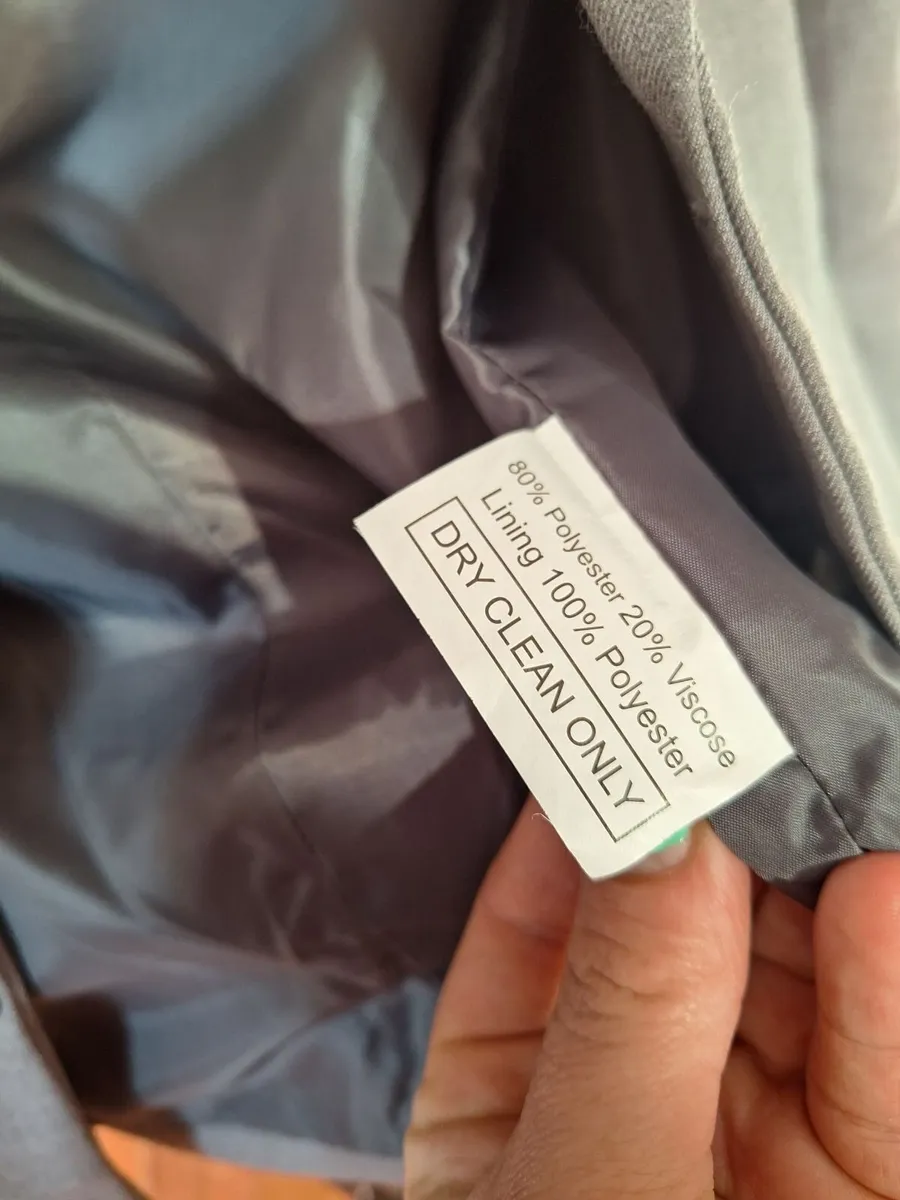 80% Polyester 20% Viscose
Lining 100% Polyester
DRY CLEAN ONLY